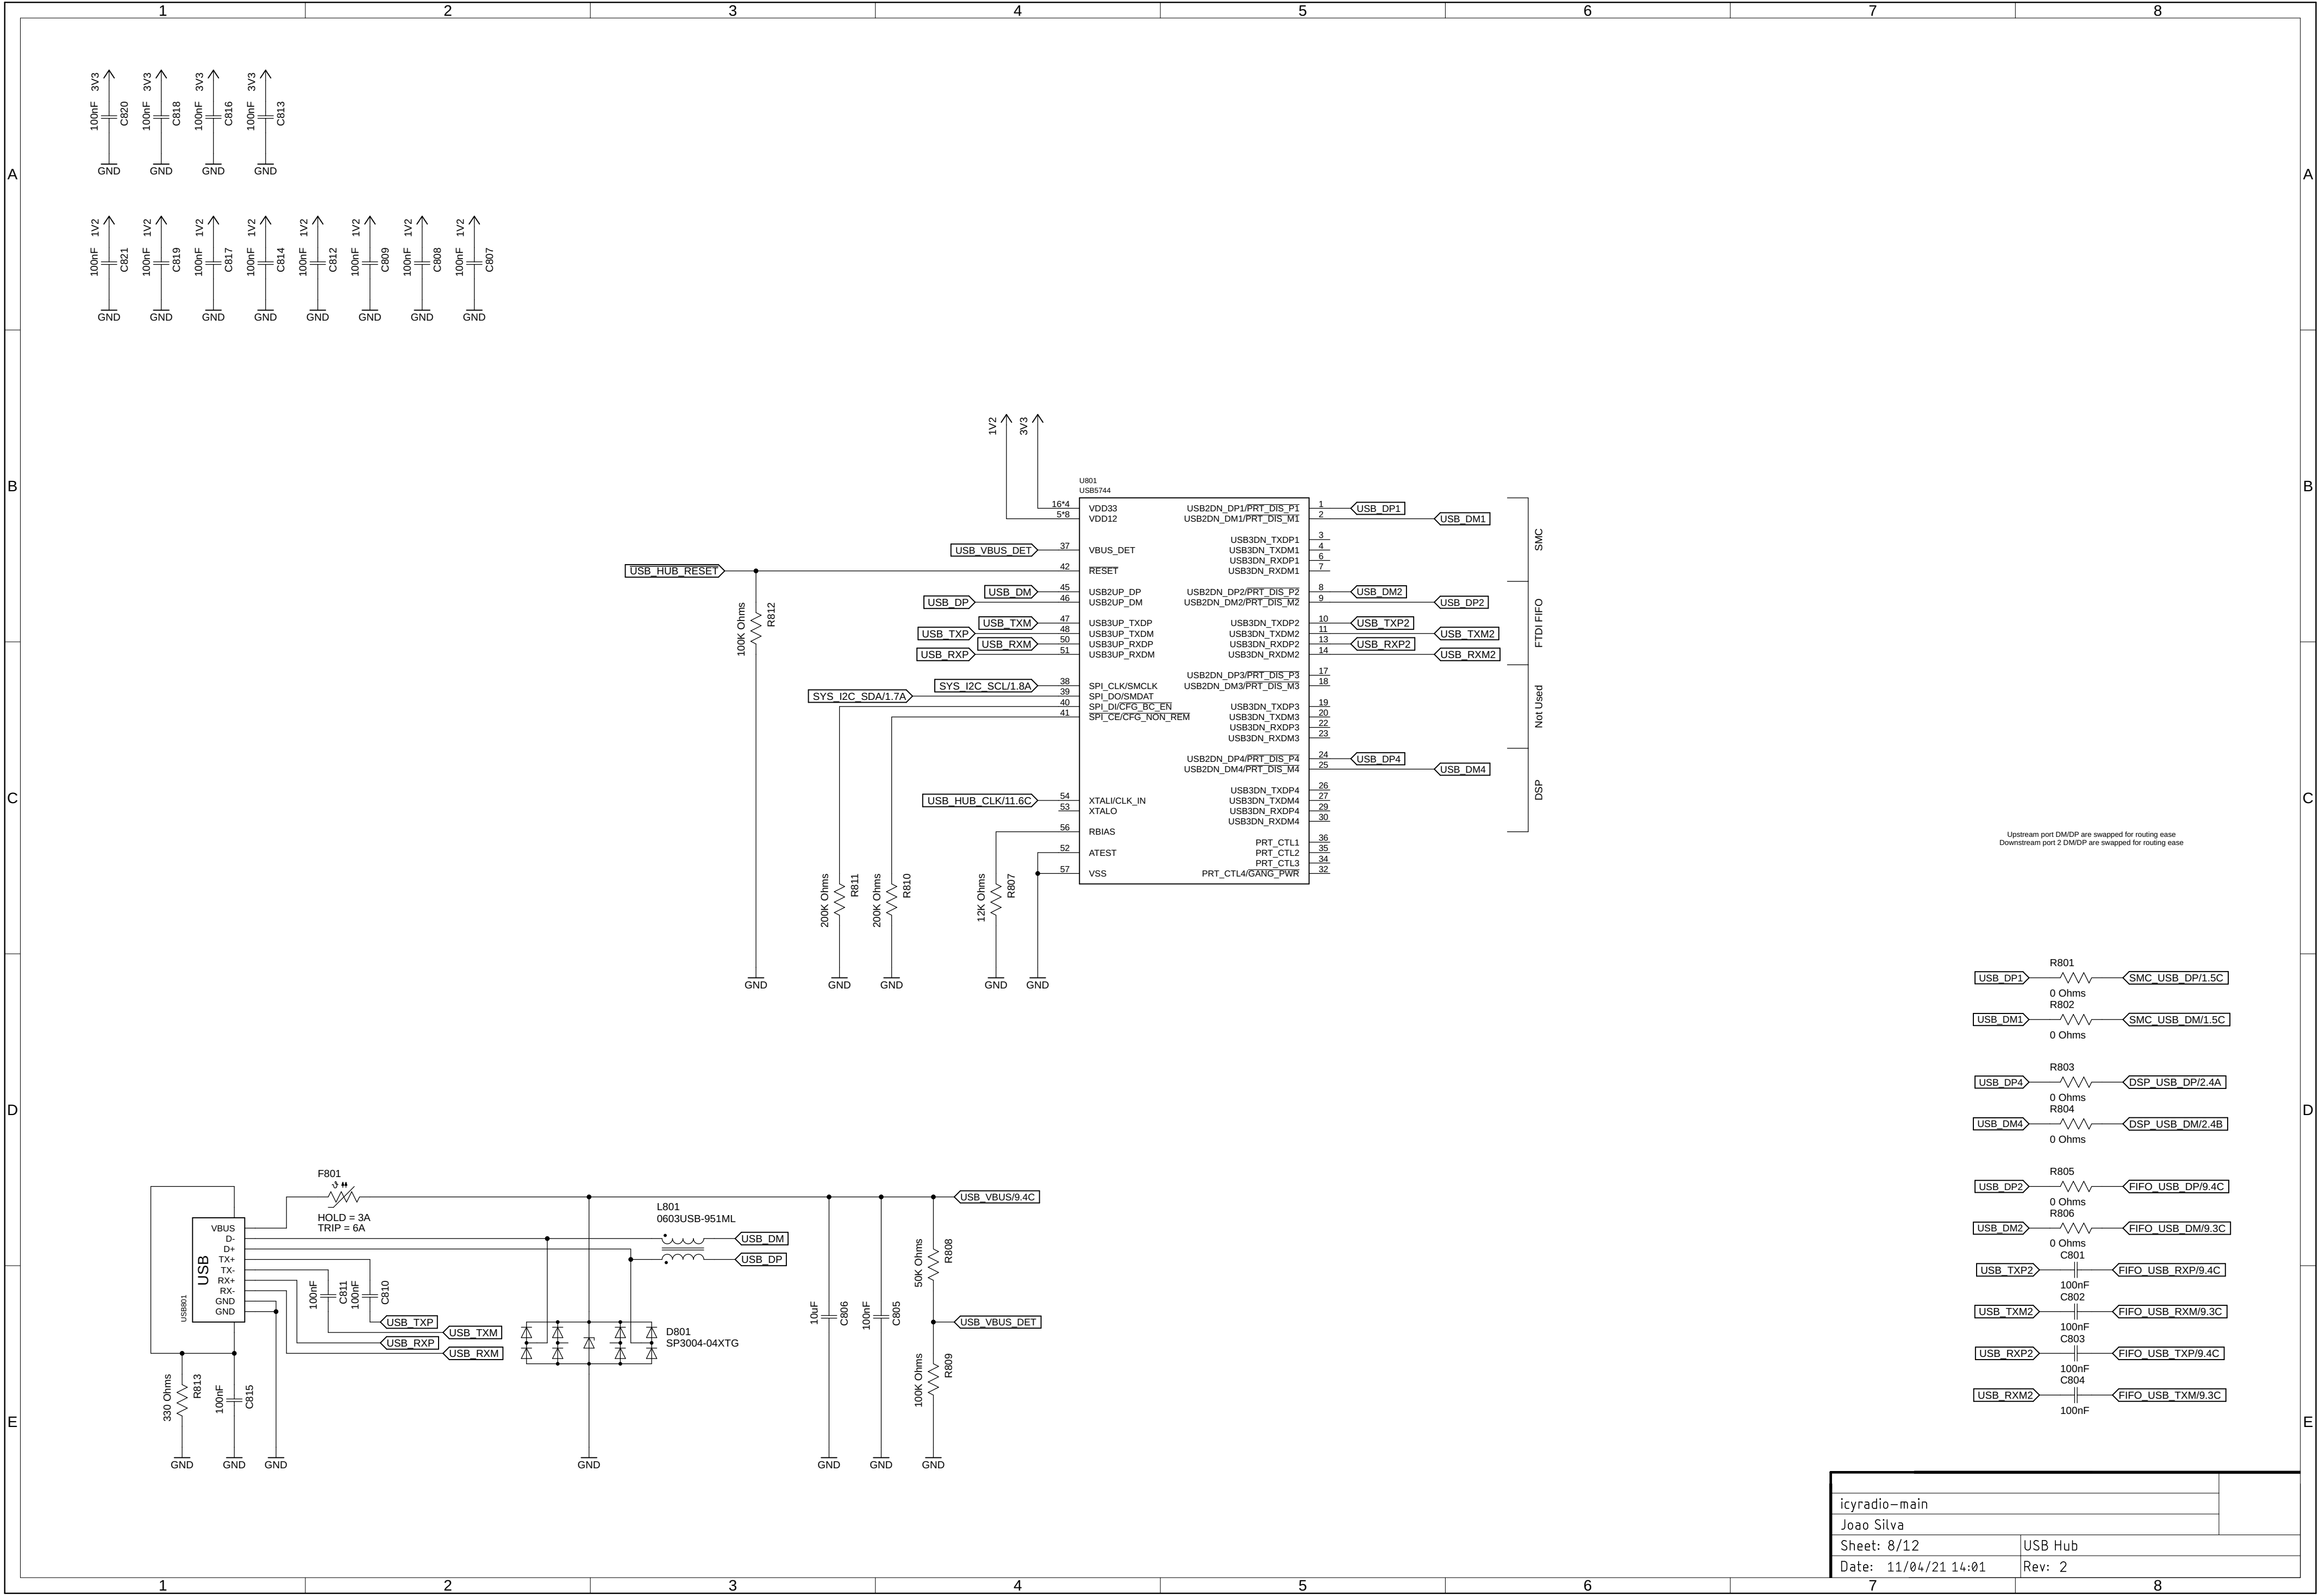 1 2 3 4 5 6 7 8
A
A
3V3 3V3 3V3 3V3
100nF C820 100nF C818 100nF C816 100nF C813
GND GND GND GND
1V2 1V2 1V2 1V2 1V2 1V2 1V2 1V2
100nF C821 100nF C819 100nF C817 100nF C814 100nF C812 100nF C809 100nF C808 100nF C807
GND GND GND GND GND GND GND GND
B
B
1V2 3V3
U801
USB5744
16*4 VDD33 USB2DN_DP1/PRT_DIS_P1 1 USB_DP1
5*8 VDD12 USB2DN_DM1/PRT_DIS_M1 2 USB_DM1
USB3DN_TXDP1 3
USB3DN_TXDM1 4
USB_VBUS_DET 37 VBUS_DET
USB3DN_RXDP1 6
USB3DN_RXDM1 7
SMC
USB_HUB_RESET 42 RESET
USB_DM 45 USB2UP_DP USB2DN_DP2/PRT_DIS_P2 8 USB_DM2
USB_DP 46 USB2UP_DM USB2DN_DM2/PRT_DIS_M2 9 USB_DP2
100K Ohms R812
USB_TXM 47 USB3UP_TXDP USB3DN_TXDP2 10 USB_TXP2
USB_TXP 48 USB3UP_TXDM USB3DN_TXDM2 11 USB_TXM2
USB_RXM 50 USB3UP_RXDP USB3DN_RXDP2 13 USB_RXP2
USB_RXP 51 USB3UP_RXDM USB3DN_RXDM2 14 USB_RXM2
FTDI FIFO
USB2DN_DP3/PRT_DIS_P3 17
SYS_I2C_SCL/1.8A 38 SPI_CLK/SMCLK USB2DN_DM3/PRT_DIS_M3 18
SYS_I2C_SDA/1.7A 39 SPI_DO/SMDAT
40 SPI_DI/CFG_BC_EN USB3DN_TXDP3 19
41 SPI_CE/CFG_NON_REM USB3DN_TXDM3 20
USB3DN_RXDP3 22
USB3DN_RXDM3 23
Not Used
USB2DN_DP4/PRT_DIS_P4 24 USB_DP4
USB2DN_DM4/PRT_DIS_M4 25 USB_DM4
C
C
USB3DN_TXDP4 26
USB_HUB_CLK/11.6C 54 XTALI/CLK_IN USB3DN_TXDM4 27
53 XTALO USB3DN_RXDP4 29
USB3DN_RXDM4 30
DSP
56 RBIAS
PRT_CTL1 36
52 ATEST PRT_CTL2 35
PRT_CTL3 34
57 VSS PRT_CTL4/GANG_PWR 32
Upstream port DM/DP are swapped for routing ease
Downstream port 2 DM/DP are swapped for routing ease
200K Ohms R811 200K Ohms R810 12K Ohms R807
GND GND GND GND GND
R801
USB_DP1 SMC_USB_DP/1.5C
0 Ohms
R802
USB_DM1 SMC_USB_DM/1.5C
0 Ohms
R803
USB_DP4 DSP_USB_DP/2.4A
0 Ohms
R804
USB_DM4 DSP_USB_DM/2.4B
0 Ohms
D
D
R805
USB_DP2 FIFO_USB_DP/9.4C
0 Ohms
R806
USB_DM2 FIFO_USB_DM/9.3C
0 Ohms
C801
USB_TXP2 FIFO_USB_RXP/9.4C
100nF
C802
USB_TXM2 FIFO_USB_RXM/9.3C
100nF
C803
USB_RXP2 FIFO_USB_TXP/9.4C
100nF
C804
USB_RXM2 FIFO_USB_TXM/9.3C
100nF
F801
HOLD = 3A
TRIP = 6A
USB_VBUS/9.4C
L801
0603USB-951ML
USB
USB801
VBUS
D-
D+
TX+
TX-
RX+
RX-
GND
GND
USB_DM
USB_DP
100nF C811 100nF C810
USB_TXP
USB_TXM
USB_RXP
USB_RXM
D801
SP3004-04XTG
10uF C806 100nF C805
50K Ohms R808
USB_VBUS_DET
100K Ohms R809
330 Ohms R813 100nF C815
GND GND GND GND GND GND GND
E
E
icyradio-main
Joao Silva
Sheet: 8/12 USB Hub
Date: 11/04/21 14:01 Rev: 2
1 2 3 4 5 6 7 8